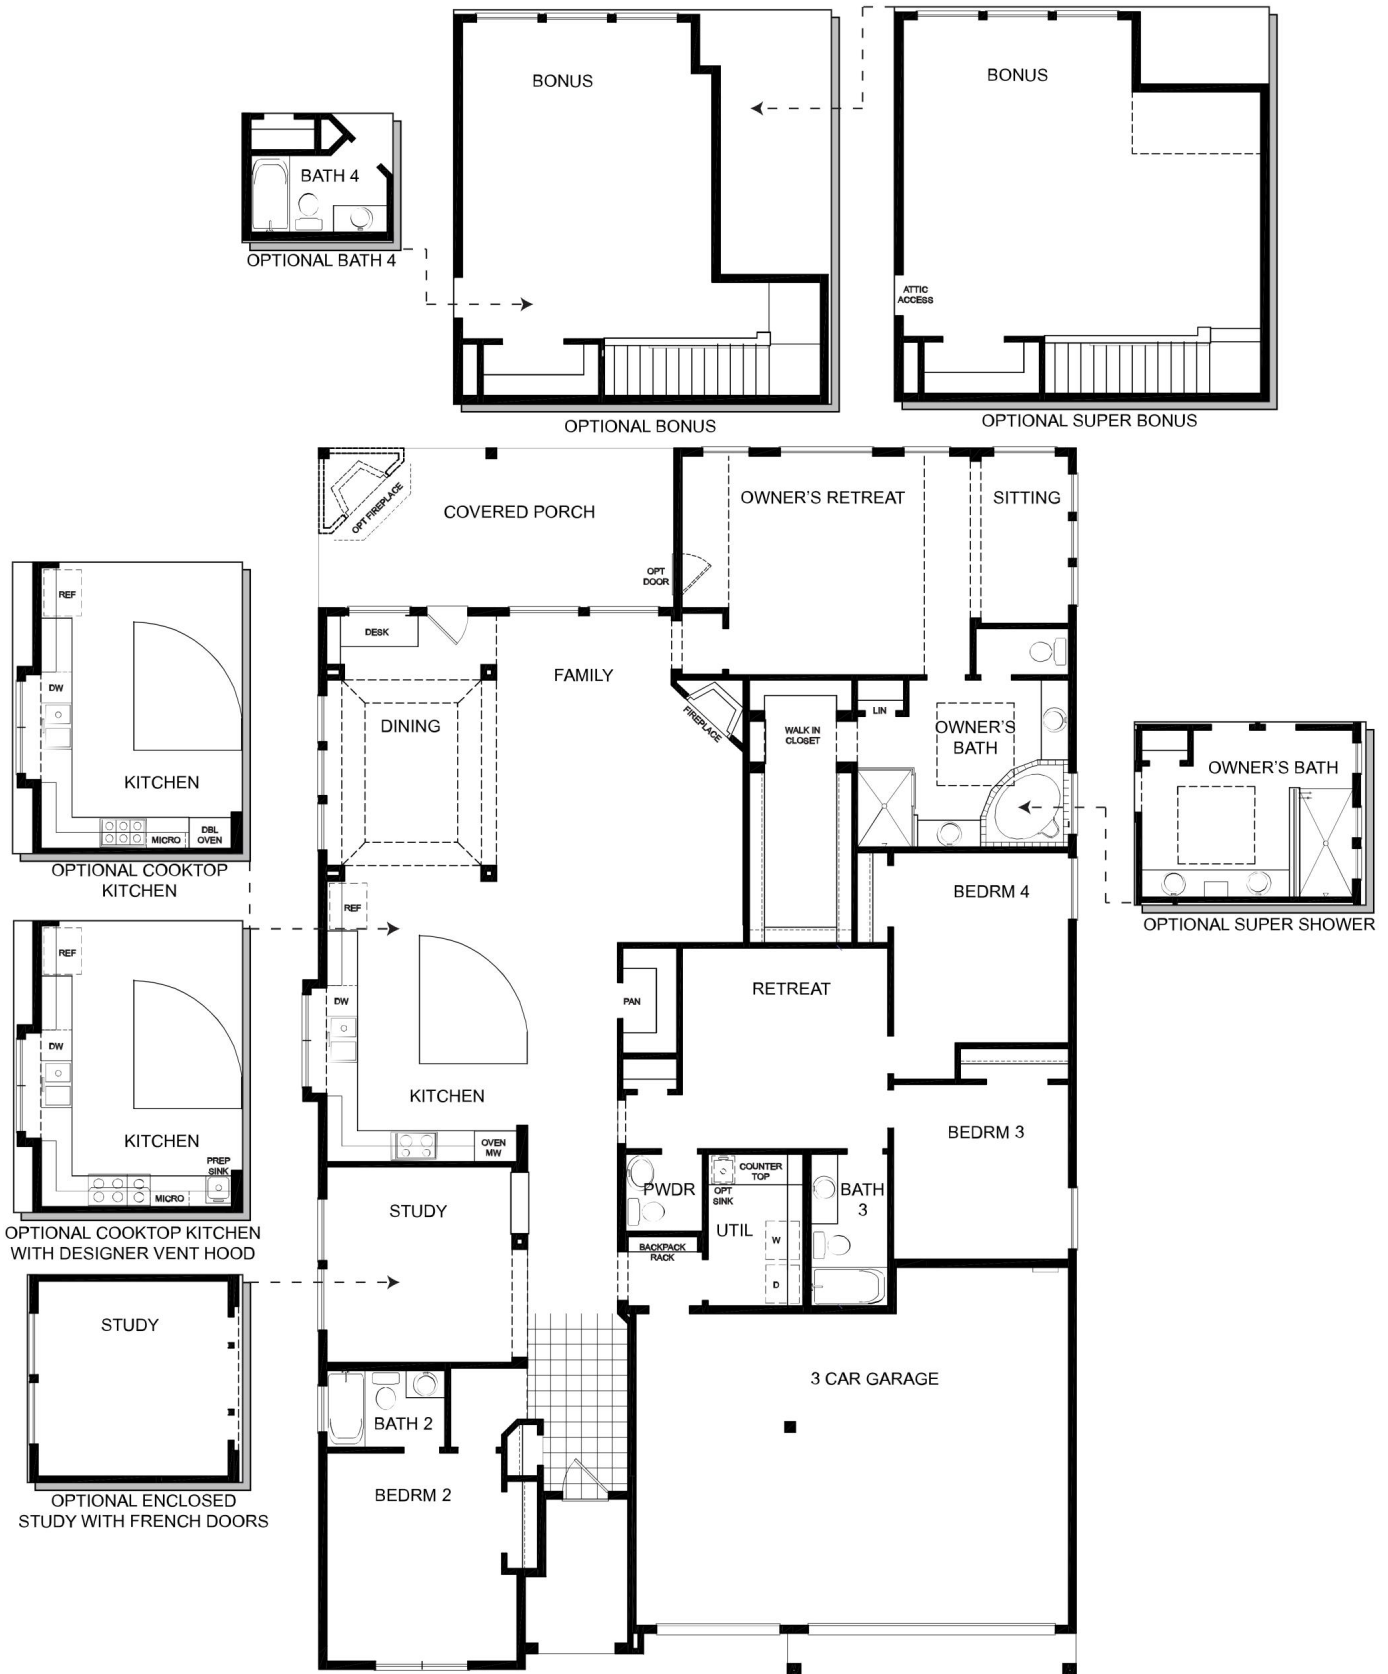 BONUS
BONUS
BATH 4
OPTIONAL BATH 4
ATTIC
ACCESS
OPTIONAL BONUS
OPTIONAL SUPER BONUS
OPT FIREPLACE
COVERED PORCH
OWNER'S RETREAT
SITTING
OPT
DOOR
REF
DW
KITCHEN
MICRO
DBL
OVEN
OPTIONAL COOKTOP
KITCHEN
DESK
FAMILY
DINING
FIREPLACE
WALK IN
CLOSET
LIN
OWNER'S
BATH
OWNER'S BATH
OPTIONAL SUPER SHOWER
REF
DW
KITCHEN
PREP
SINK
MICRO
OPTIONAL COOKTOP KITCHEN
WITH DESIGNER VENT HOOD
REF
DW
KITCHEN
OVEN
MW
PAN
RETREAT
BEDRM 4
BEDRM 3
STUDY
PWDR
OPT
SINK
COUNTER
TOP
UTIL
W
D
BATH
3
BACKPACK
RACK
STUDY
OPTIONAL ENCLOSED
STUDY WITH FRENCH DOORS
BATH 2
BEDRM 2
3 CAR GARAGE